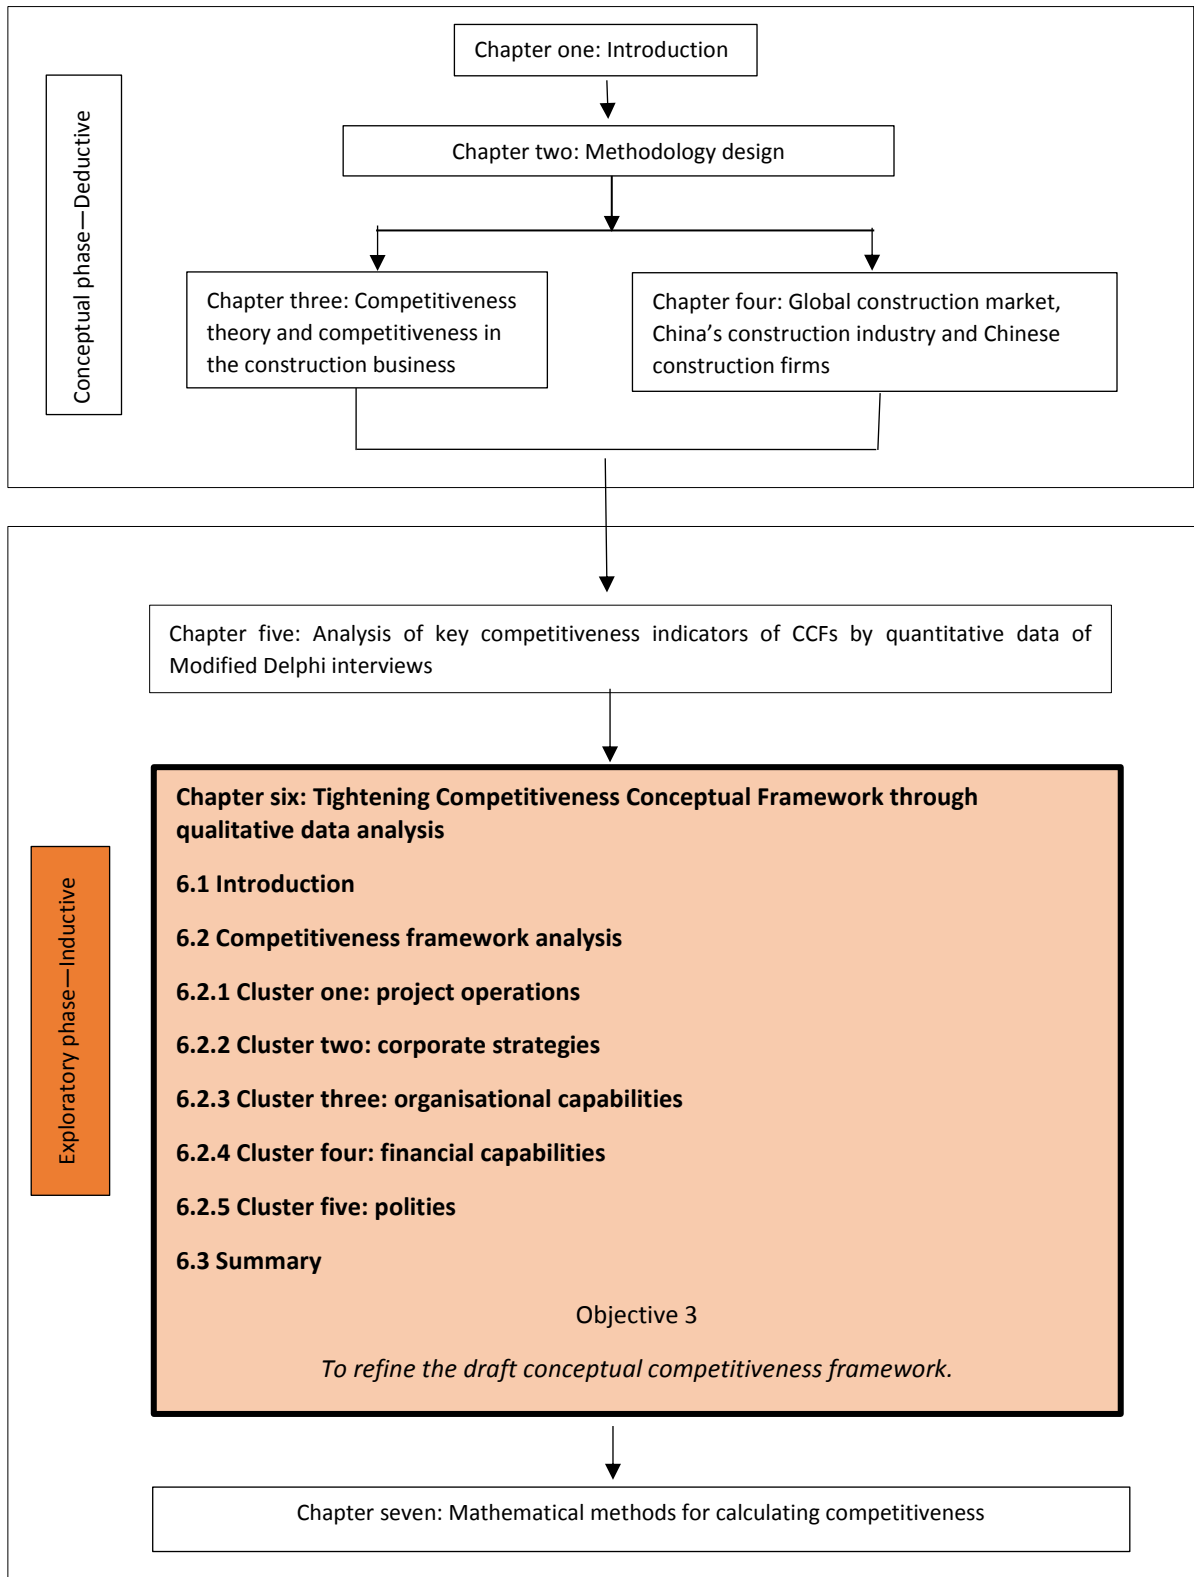 Chapter one: Introduction
Conceptual phase—Deductive
Chapter two: Methodology design
Chapter three: Competitiveness
theory and competitiveness in
the construction business
Chapter four: Global construction market,
China’s construction industry and Chinese
construction firms
Chapter five: Analysis of key competitiveness indicators of CCFs by quantitative data of
Modified Delphi interviews
Exploratory phase—Inductive
Chapter six: Tightening Competitiveness Conceptual Framework through
qualitative data analysis
6.1 Introduction
6.2 Competitiveness framework analysis
6.2.1 Cluster one: project operations
6.2.2 Cluster two: corporate strategies
6.2.3 Cluster three: organisational capabilities
6.2.4 Cluster four: financial capabilities
6.2.5 Cluster five: polities
6.3 Summary
Objective 3
To refine the draft conceptual competitiveness framework.
Chapter seven: Mathematical methods for calculating competitiveness